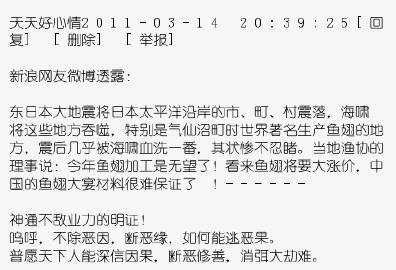 天天好心情2011-03-14 20:39:25[回
复] [删除] [举报]
新浪网友微博透露：
东日本大地震将日本太平洋沿岸的市、町、村震落，海啸
将这些地方吞噬，特别是气仙沼町时世界著名生产鱼翅的地
方，震后几乎被海啸血洗一番，其状惨不忍睹。当地渔协的
理事说：今年鱼翅加工是无望了！看来鱼翅将要大涨价，中
国的鱼翅大宴材料很难保证了 ！------
神通不敌业力的明证！
呜呼，不除恶因，断恶缘，如何能逃恶果。
普愿天下人能深信因果，断恶修善，消弭大劫难。